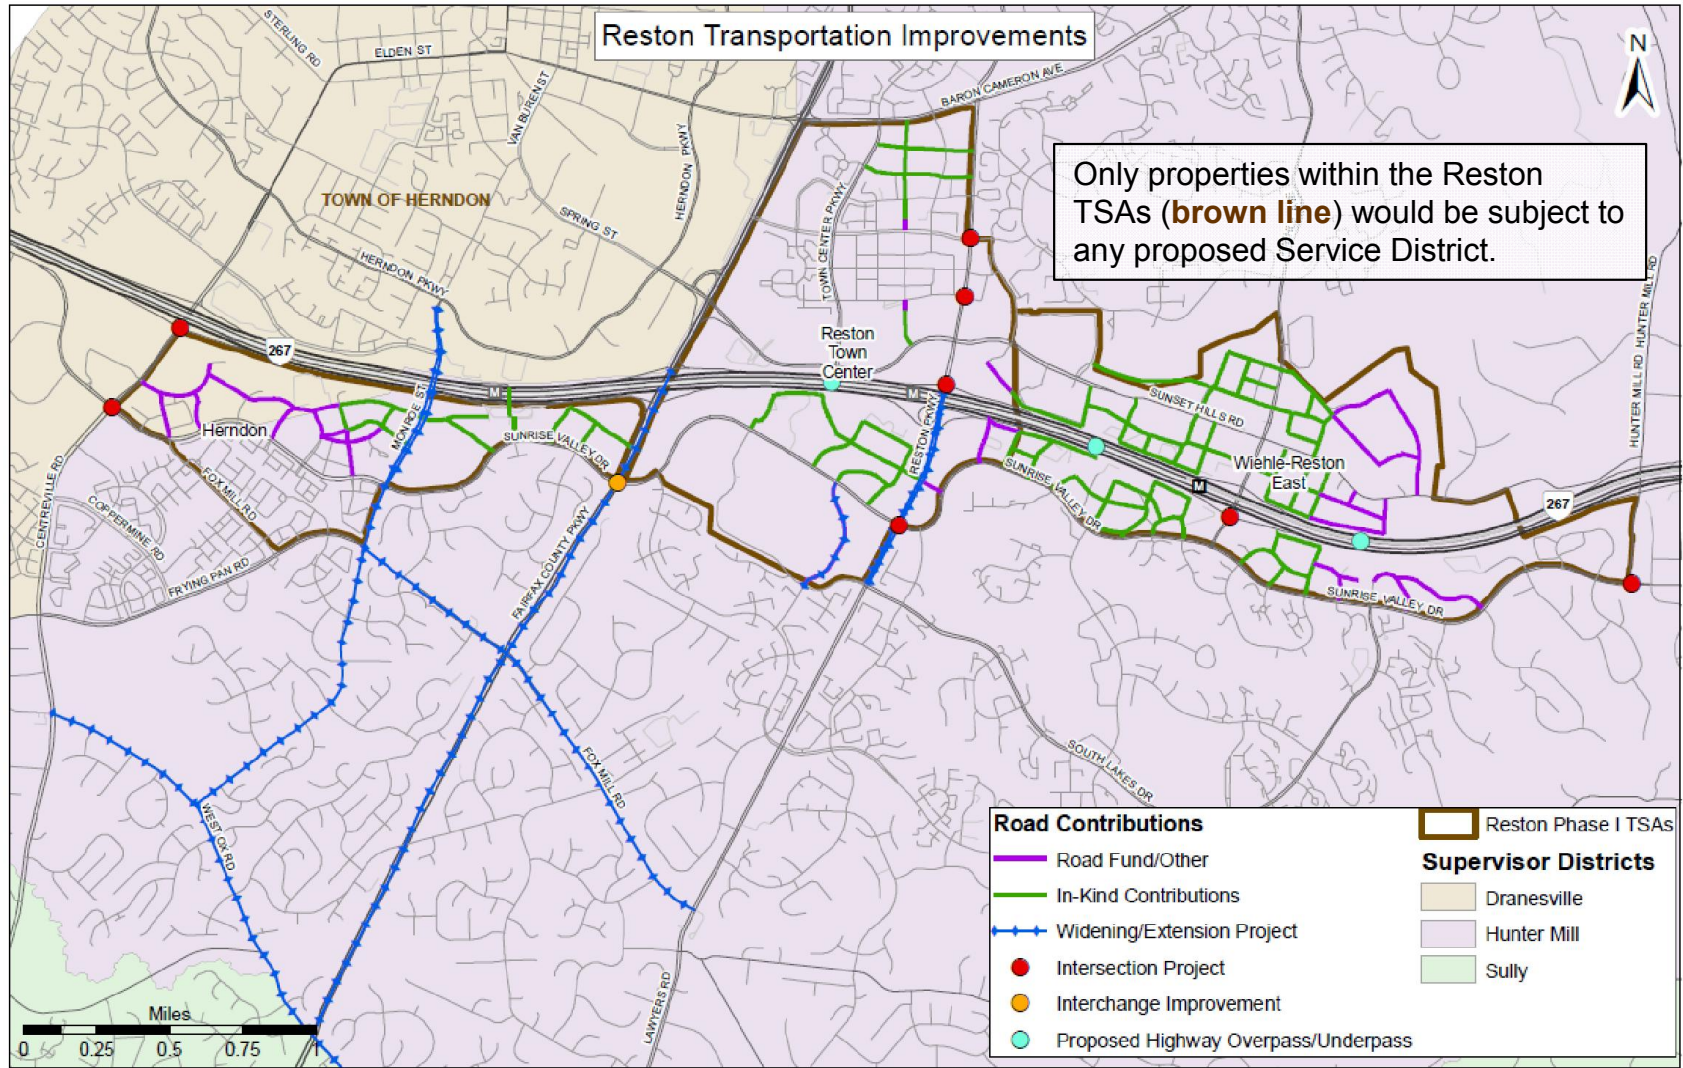 Reston Transportation Improvements
N
STERLING RD
ELDEN ST
VAN BUREN ST
HERNDON PKWY
BARON CAMERON AVE
Only properties within the Reston
TSAs (brown line) would be subject to
any proposed Service District.
TOWN OF HERNDON
SPRING ST
HERNDON PKWY
TOWN CENTER PKWY
HUNTER MILL RD
HUNTER MILL RD
267
Reston
Town
Center
M
M
MONROE ST
RESTON PKWY
SUNSET HILLS RD
Herndon
SUNRISE VALLEY DR
SUNRISE VALLEY DR
Wiehle-Reston
East
M
267
CENTREVILLE RD
FOX MILL RD
COPPERMINE RD
FRYING PAN RD
FAIRFAX COUNTY PKWY
SUNRISE VALLEY DR
SOUTH LAKES DR
FOX MILL RD
WEST OX RD
LAWYERS RD
Miles
0 0.25 0.5 0.75 1
Road Contributions
Road Fund/Other
In-Kind Contributions
Widening/Extension Project
Intersection Project
Interchange Improvement
Proposed Highway Overpass/Underpass
Reston Phase I TSAs
Supervisor Districts
Dranesville
Hunter Mill
Sully